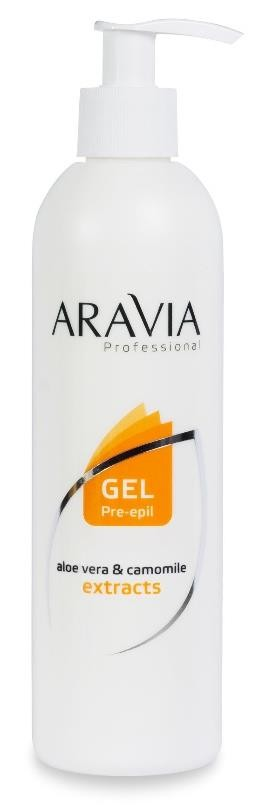 ARAVIA
Professional
GEL
Pre-epil
aloe vera & camomile
extracts